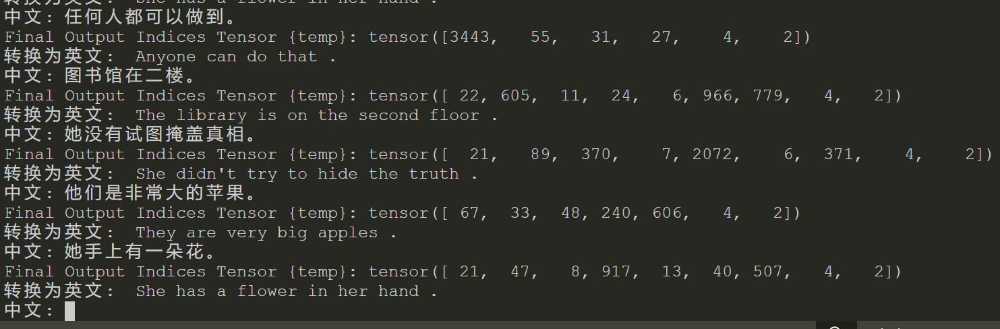 转换为英文: She has a flower in her hand .
中文:任何人都可以做到。
Final Output Indices Tensor {temp}: tensor([3443, 55, 31, 27, 4, 2])
转换为英文: Anyone can do that .
中文:图书馆在二楼。
Final Output Indices Tensor {temp}: tensor([ 22, 605, 11, 24, 6, 966, 779, 4, 2])
转换为英文: The library is on the second floor .
中文:她没有试图掩盖真相。
Final Output Indices Tensor {temp}: tensor([ 21, 89, 370, 7, 2072, 6, 371, 4, 2])
转换为英文: She didn't try to hide the truth .
中文:他们是非常大的苹果。
Final Output Indices Tensor {temp}: tensor([ 67, 33, 48, 240, 606, 4, 2])
转换为英文: They are very big apples .
中文:她手上有一朵花。
Final Output Indices Tensor {temp}: tensor([ 21, 47, 8, 917, 13, 40, 507, 4, 2])
转换为英文: She has a flower in her hand .
中文: